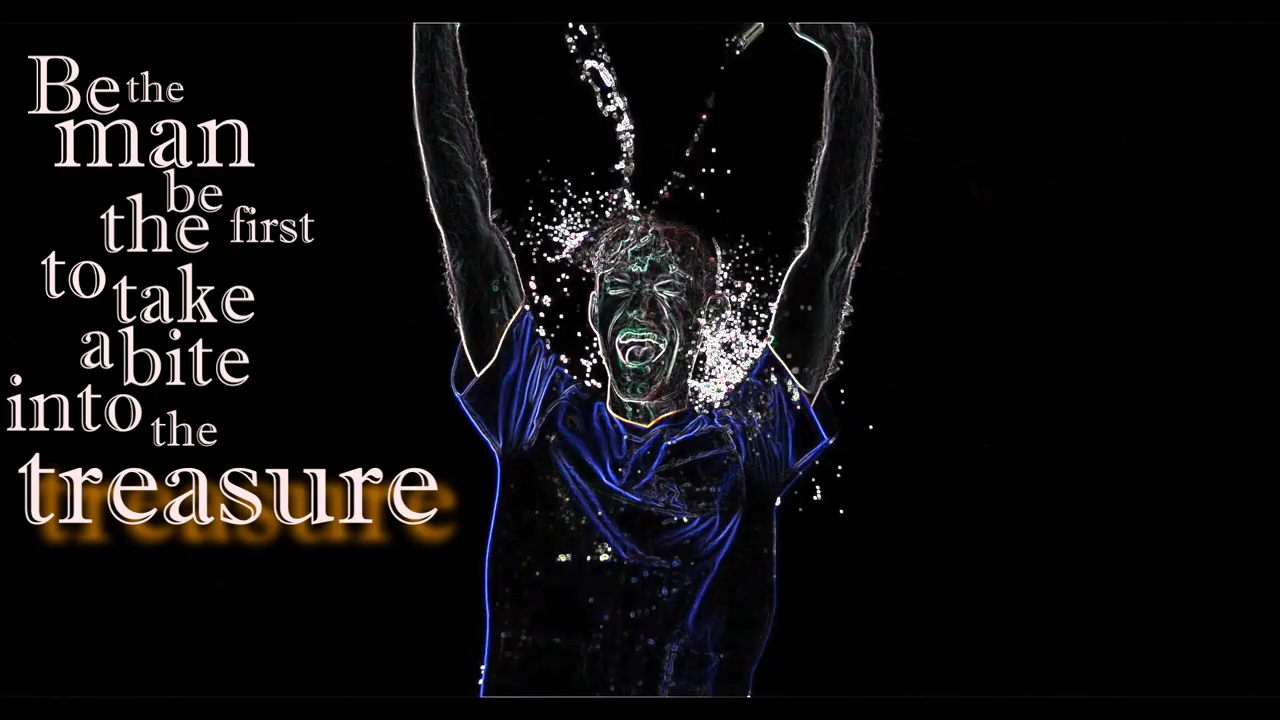 Be the
man
be
the first
to take
a bite
into the
treasure